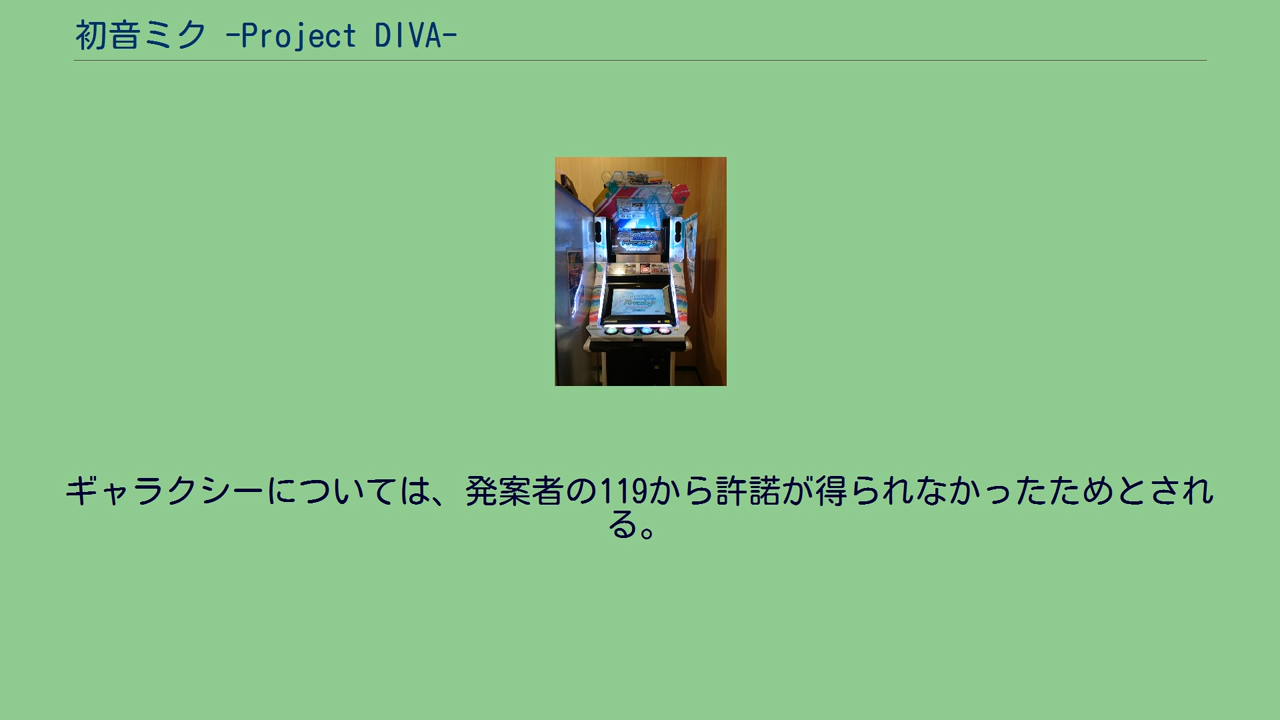 初音ミク -Project DIVA-
ギャラクシーについては、発案者の119から許諾が得られなかったためとされ
る。